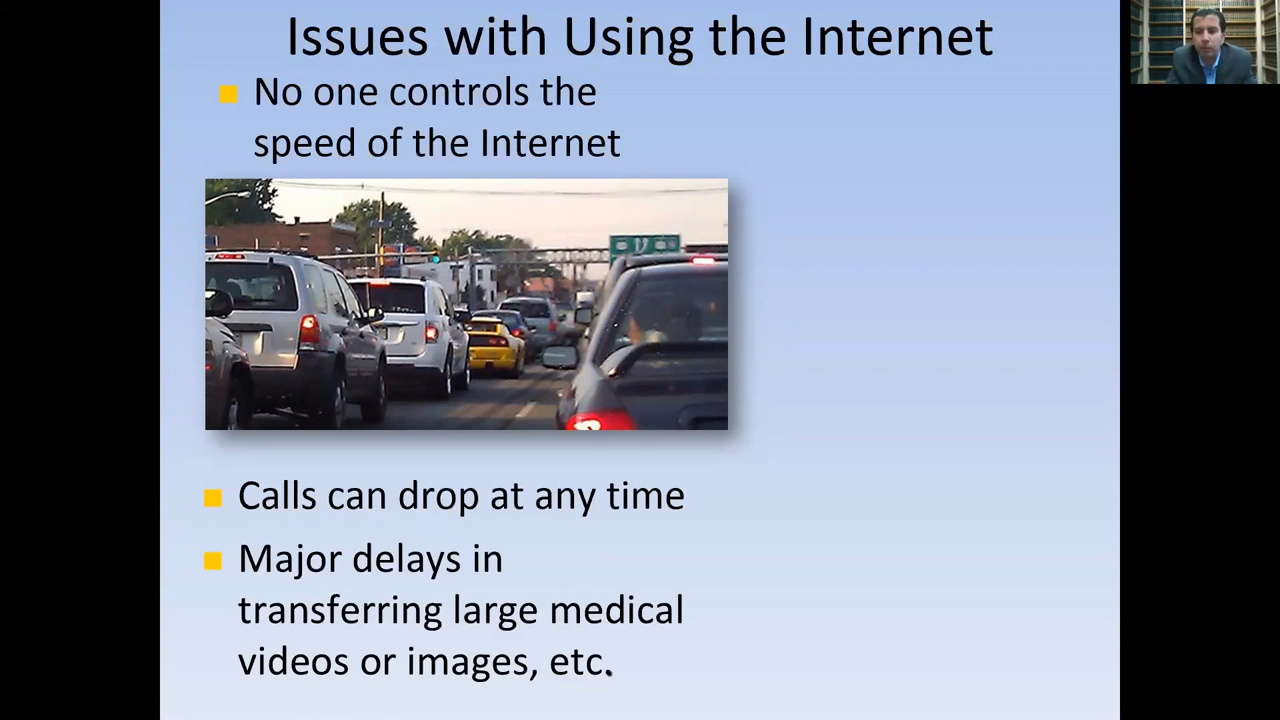 Issues with Using the Internet
No one controls the
speed of the Internet
Calls can drop at any time
Major delays in
transferring large medical
videos or images, etc.